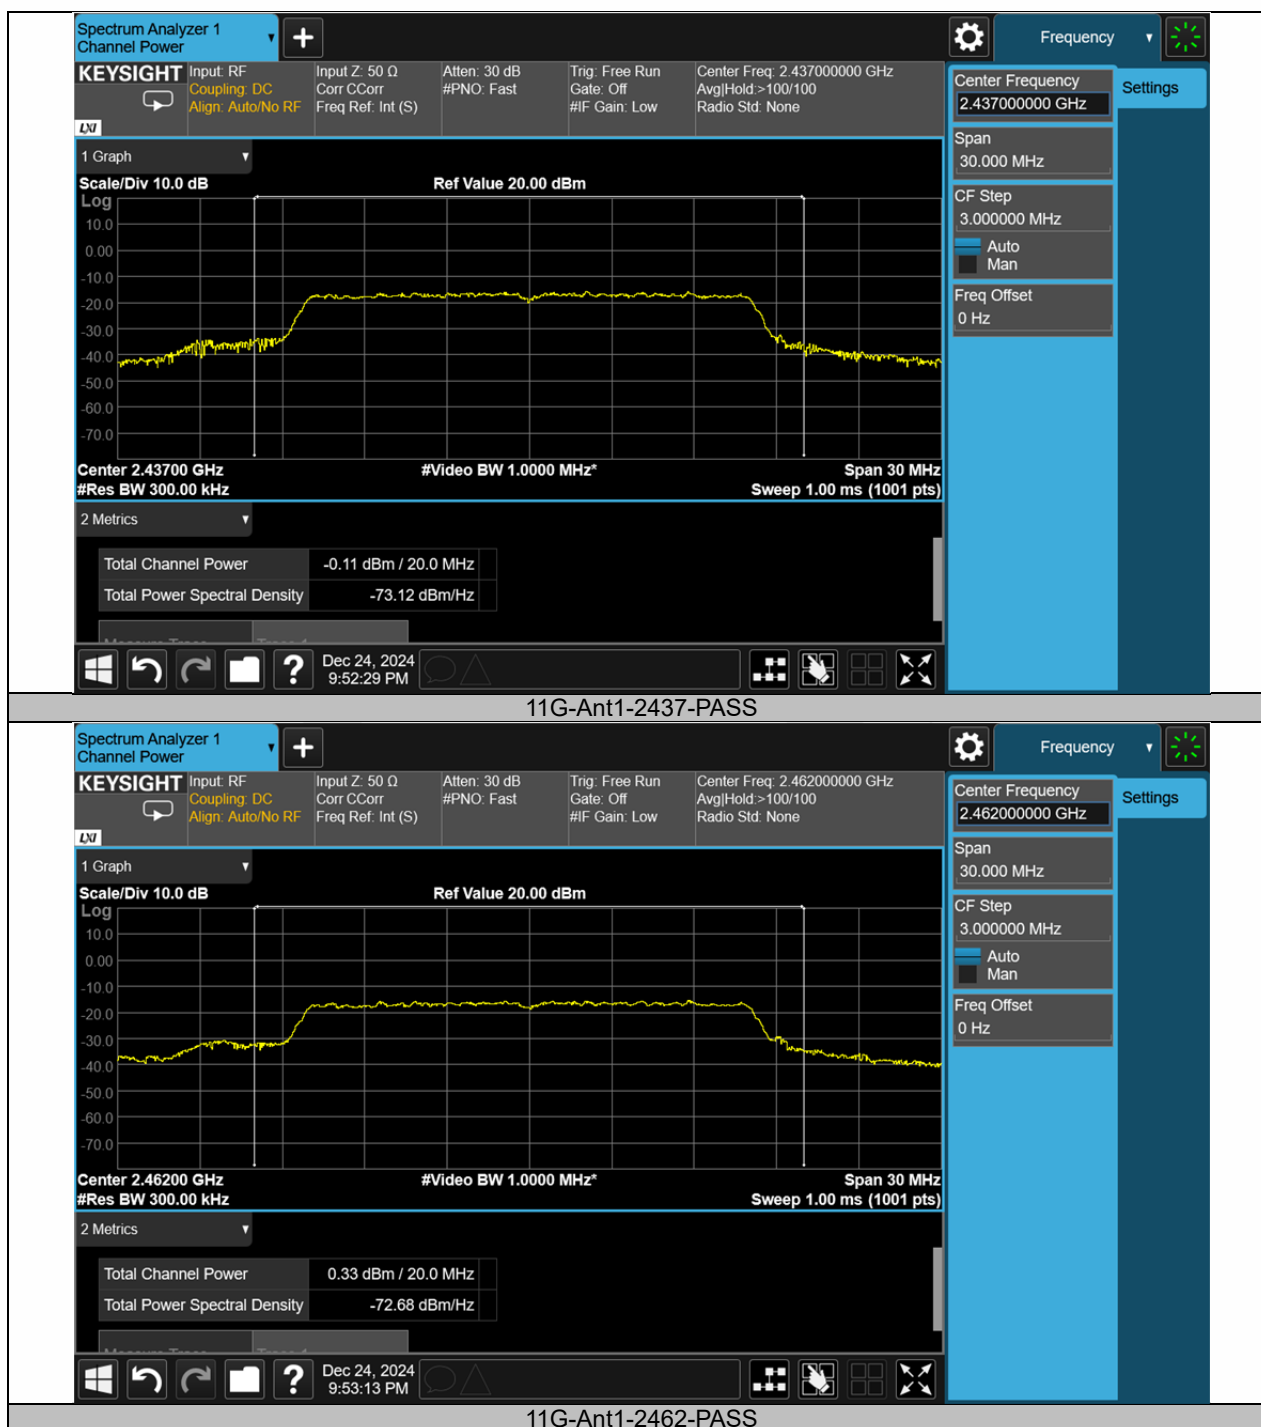 Spectrum Analyzer 1
Channel Power
Frequency
KEYSIGHT
LXI
Input: RF
Coupling: DC
Align: Auto/No RF
Input Z: 50 Ω
Corr CCorr
Freq Ref: Int (S)
Atten: 30 dB
#PNO: Fast
Trig: Free Run
Gate: Off
#IF Gain: Low
Center Freq: 2.437000000 GHz
Avg|Hold:>100/100
Radio Std: None
Center Frequency
2.437000000 GHz
Settings
Span
30.000 MHz
CF Step
3.000000 MHz
Auto
Man
Freq Offset
0 Hz
1 Graph
Scale/Div 10.0 dB
Ref Value 20.00 dBm
Log
10.0
0.00
-10.0
-20.0
-30.0
-40.0
-50.0
-60.0
-70.0
Center 2.43700 GHz
#Video BW 1.0000 MHz*
Span 30 MHz
#Res BW 300.00 kHz
Sweep 1.00 ms (1001 pts)
2 Metrics
Total Channel Power -0.11 dBm / 20.0 MHz
Total Power Spectral Density -73.12 dBm/Hz
Dec 24, 2024
9:52:29 PM
11G-Ant1-2437-PASS
Spectrum Analyzer 1
Channel Power
Frequency
KEYSIGHT
LXI
Input: RF
Coupling: DC
Align: Auto/No RF
Input Z: 50 Ω
Corr CCorr
Freq Ref: Int (S)
Atten: 30 dB
#PNO: Fast
Trig: Free Run
Gate: Off
#IF Gain: Low
Center Freq: 2.462000000 GHz
Avg|Hold:>100/100
Radio Std: None
Center Frequency
2.462000000 GHz
Settings
Span
30.000 MHz
CF Step
3.000000 MHz
Auto
Man
Freq Offset
0 Hz
1 Graph
Scale/Div 10.0 dB
Ref Value 20.00 dBm
Log
10.0
0.00
-10.0
-20.0
-30.0
-40.0
-50.0
-60.0
-70.0
Center 2.46200 GHz
#Video BW 1.0000 MHz*
Span 30 MHz
#Res BW 300.00 kHz
Sweep 1.00 ms (1001 pts)
2 Metrics
Total Channel Power 0.33 dBm / 20.0 MHz
Total Power Spectral Density -72.68 dBm/Hz
Dec 24, 2024
9:53:13 PM
11G-Ant1-2462-PASS